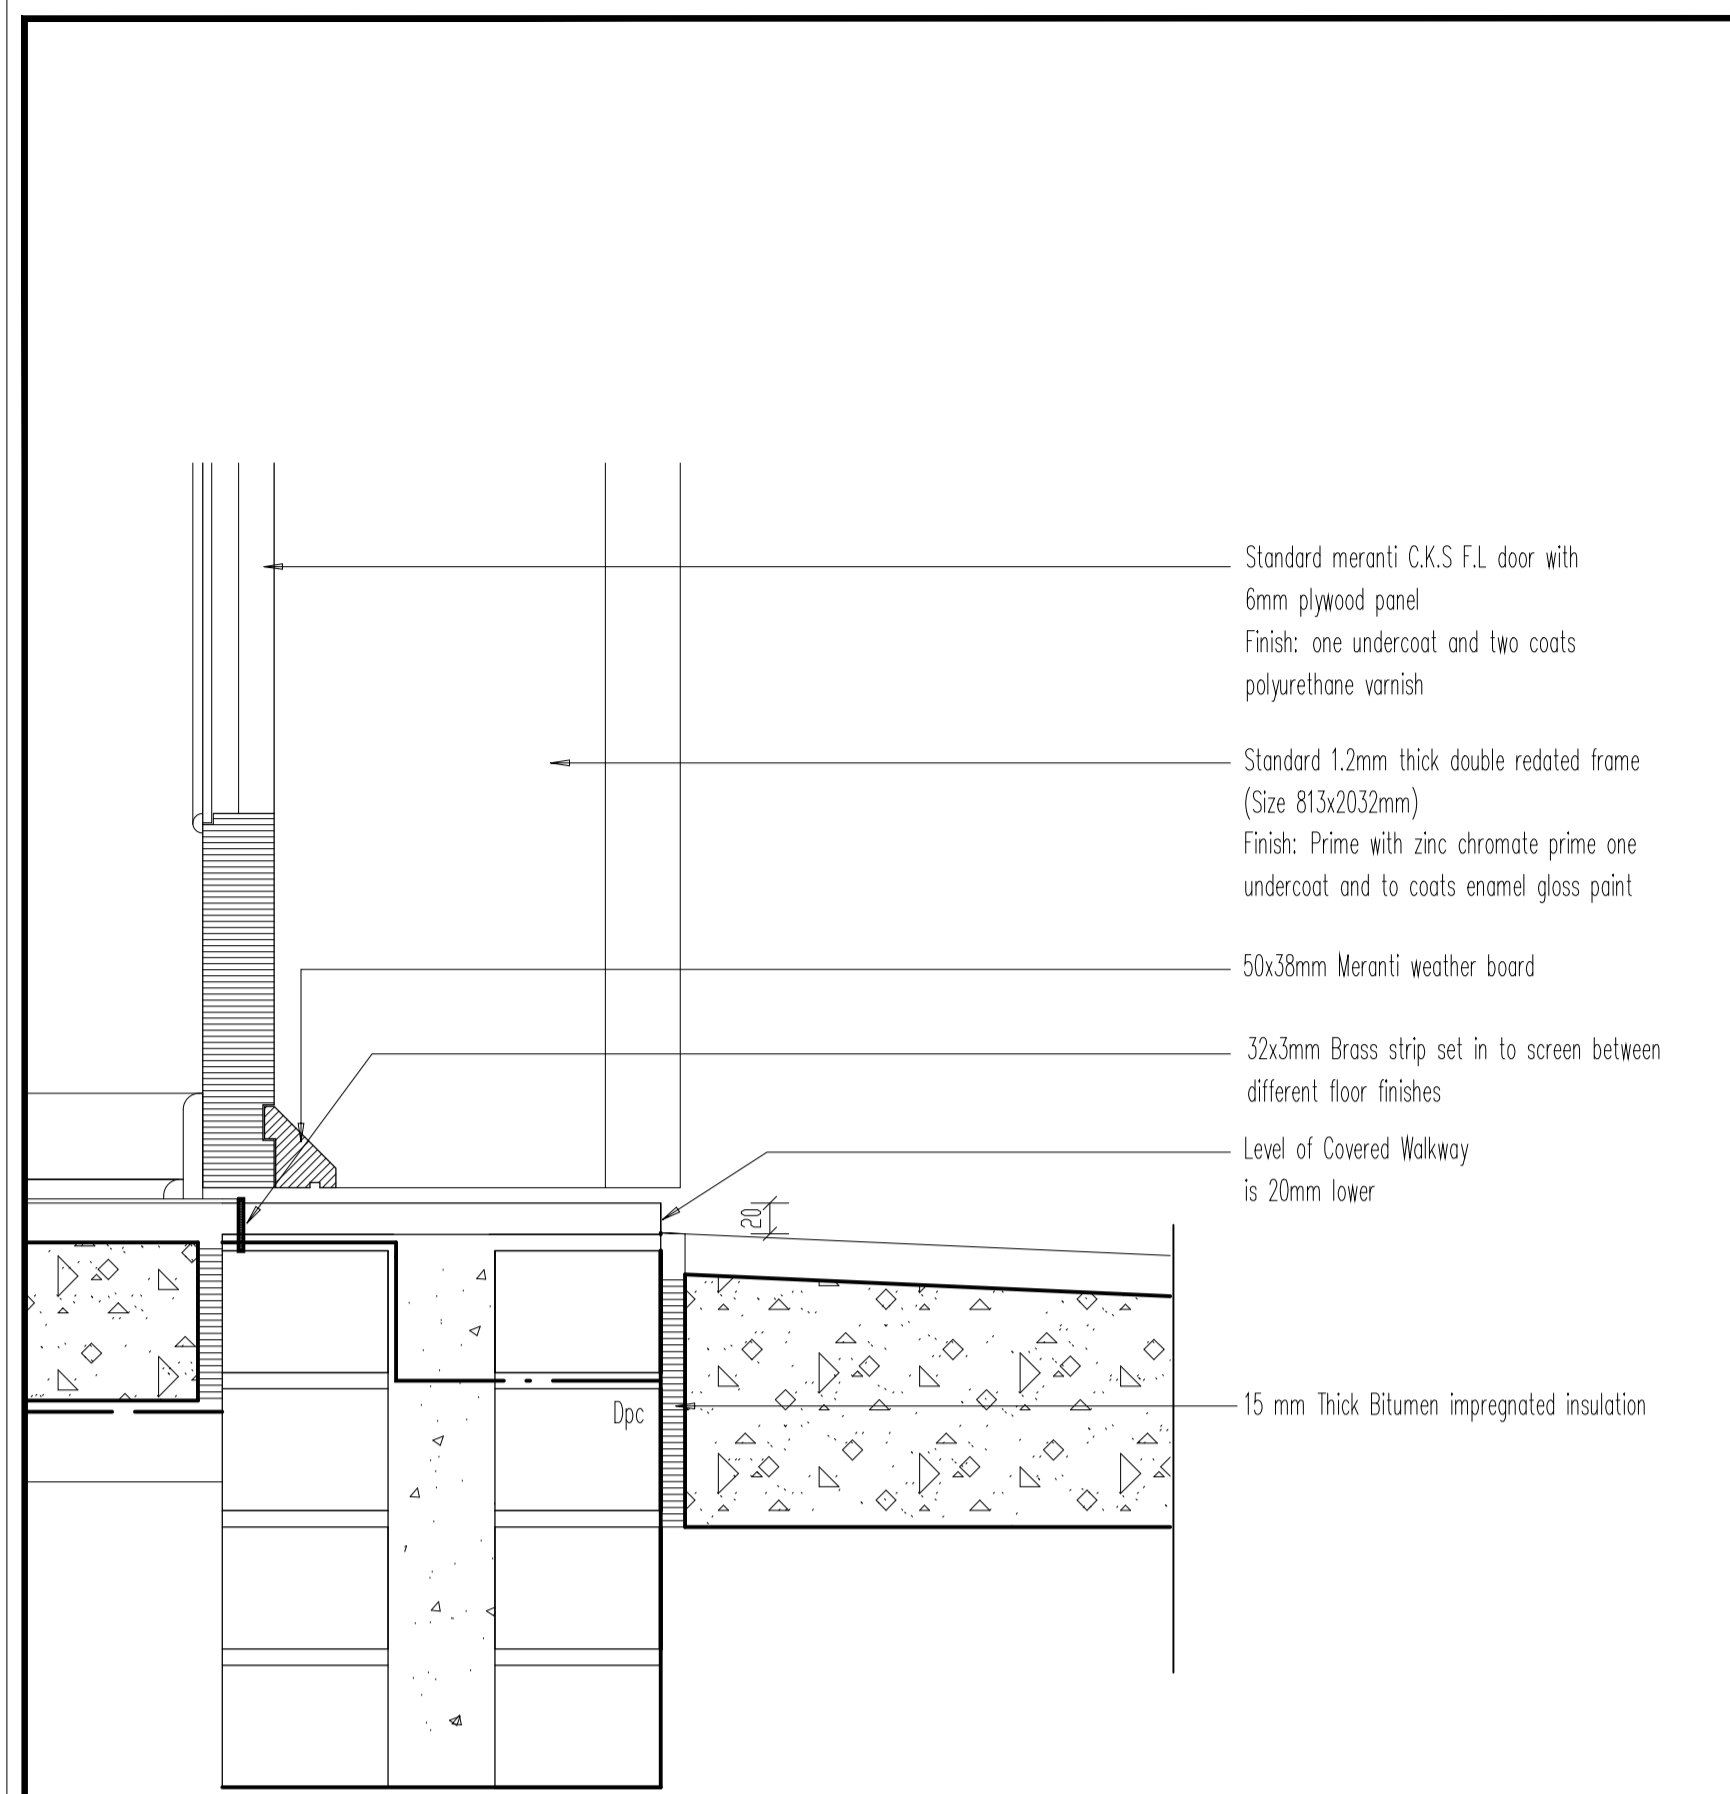 Standard meranti C.K.S F.L door with
6mm plywood panel
Finish: one undercoat and two coats
polyurethane varnish
Standard 1.2mm thick double redated frame
(Size 813x2032mm)
Finish: Prime with zinc chromate prime one
undercoat and to coats enamel gloss paint
50x38mm Meranti weather board
32x3mm Brass strip set in to screen between
different floor finishes
Level of Covered Walkway
is 20mm lower
20
Dpc
15 mm Thick Bitumen impregnated insulation